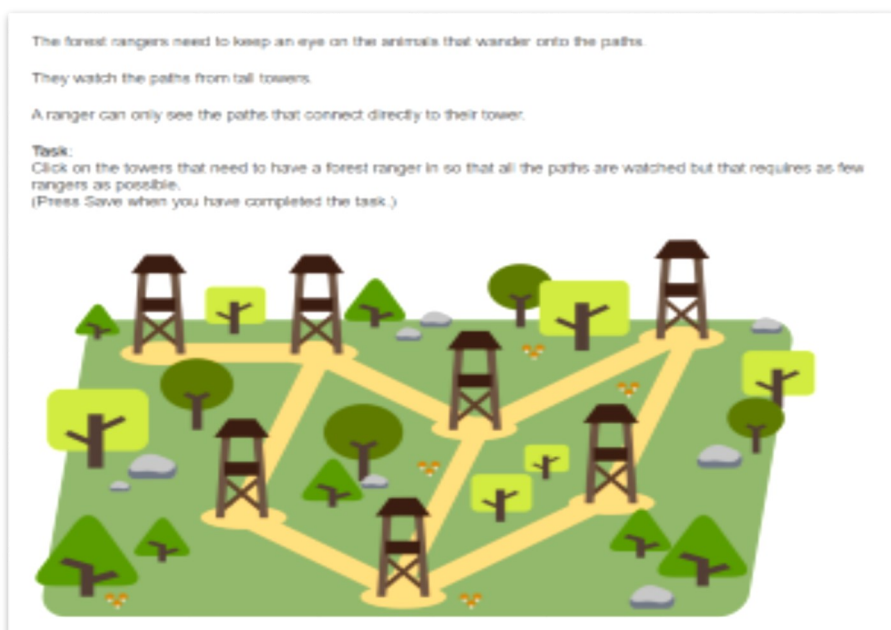 The forest rangers need to keep an eye on the animals that wander onto the paths.
They watch the paths from tall towers.
A ranger can only see the paths that connect directly to their tower.
Task:
Click on the towers that need to have a forest ranger in so that all the paths are watched but that requires as few
rangers as possible.
(Press Save when you have completed the task.)